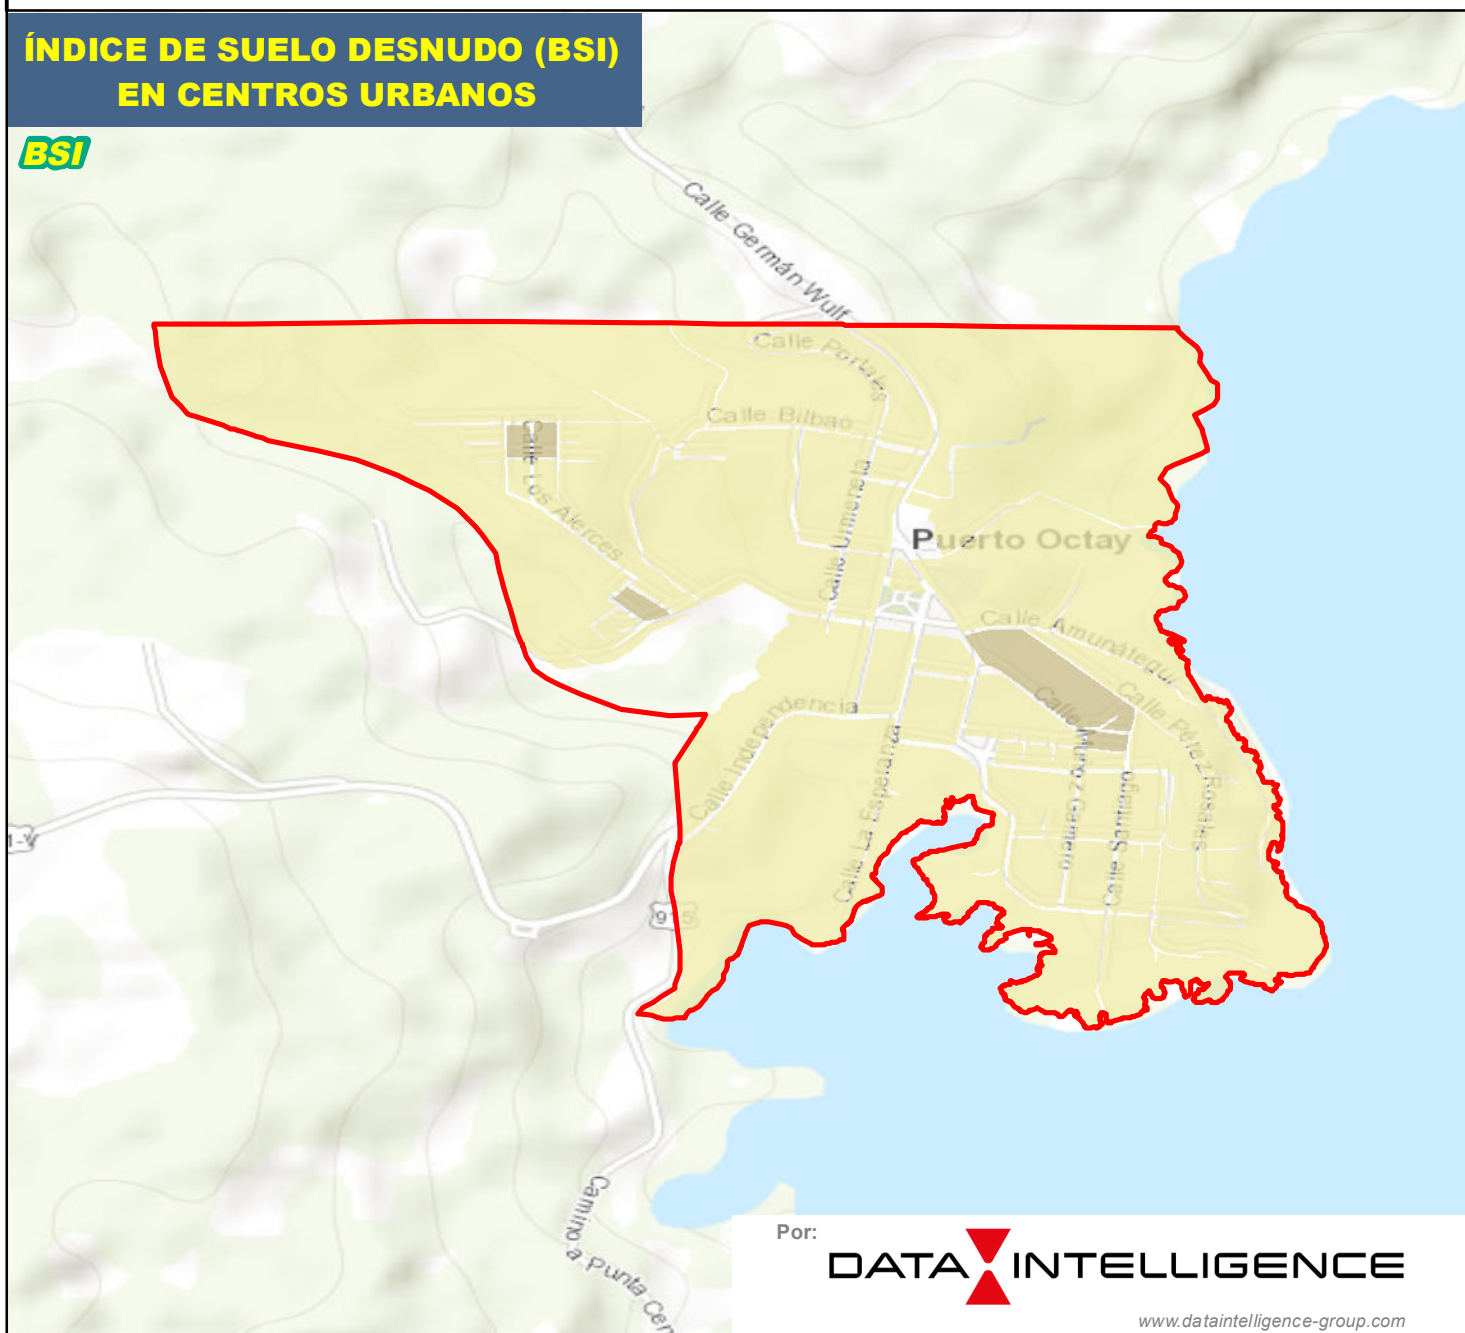 ÍNDICE DE SUELO DESNUDO (BSI)
EN CENTROS URBANOS
BSI
Calle Germán Wulf
Calle Portales
Calle Bilbao
Calle Los Alerces
Calle Urmeneta
Puerto Octay
Calle Amunátegui
Calle Pérez Rosales
Calle Independencia
Calle La Esperanza
Calle Santiago
Camino a Punta Cen
Por:
DATA INTELLIGENCE
www.dataintelligence-group.com